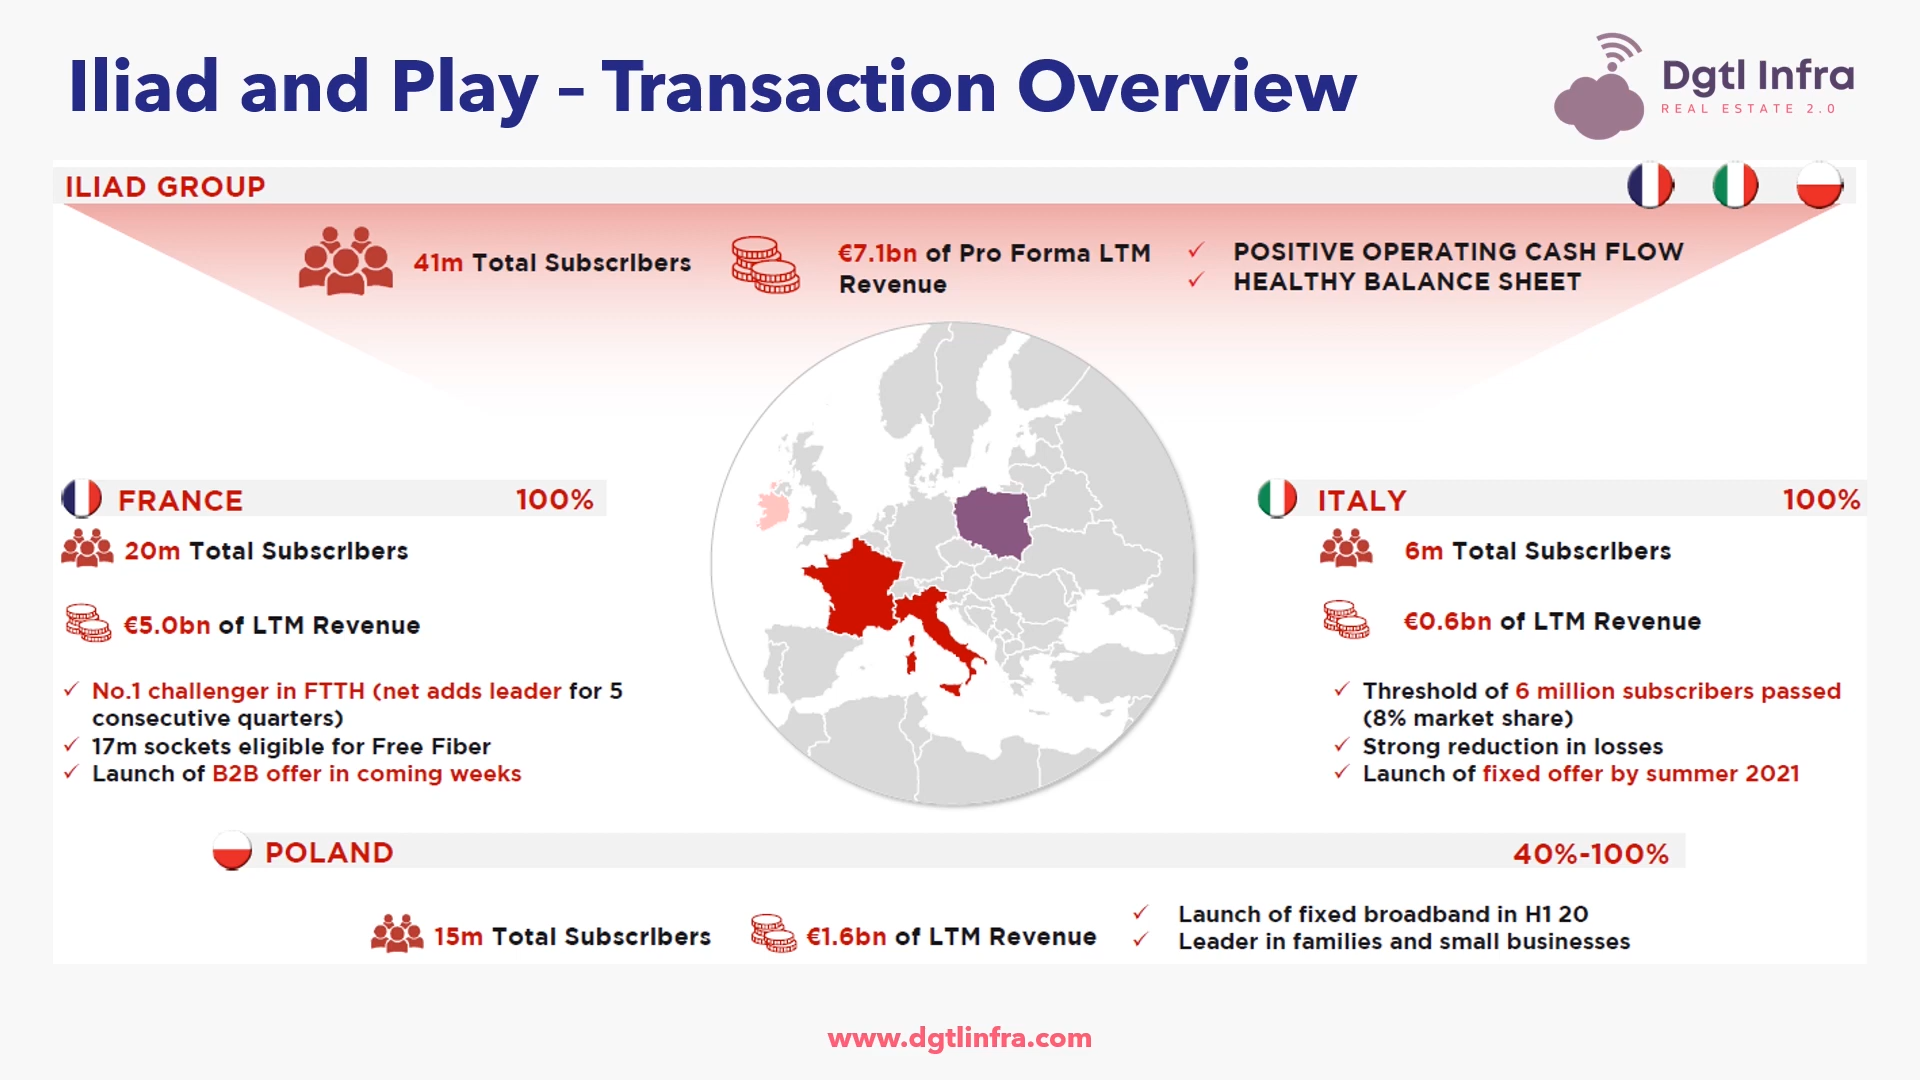 Iliad and Play – Transaction Overview
Dgtl Infra
REAL ESTATE 2.0
ILIAD GROUP
41m Total Subscribers
€7.1bn of Pro Forma LTM
Revenue
✓ POSITIVE OPERATING CASH FLOW
✓ HEALTHY BALANCE SHEET
FRANCE 100%
20m Total Subscribers
€5.0bn of LTM Revenue
✓ No.1 challenger in FTTH (net adds leader for 5
consecutive quarters)
✓ 17m sockets eligible for Free Fiber
✓ Launch of B2B offer in coming weeks
ITALY 100%
6m Total Subscribers
€0.6bn of LTM Revenue
✓ Threshold of 6 million subscribers passed
(8% market share)
✓ Strong reduction in losses
✓ Launch of fixed offer by summer 2021
POLAND 40%-100%
15m Total Subscribers
€1.6bn of LTM Revenue
✓ Launch of fixed broadband in H1 20
✓ Leader in families and small businesses
www.dgtlinfra.com